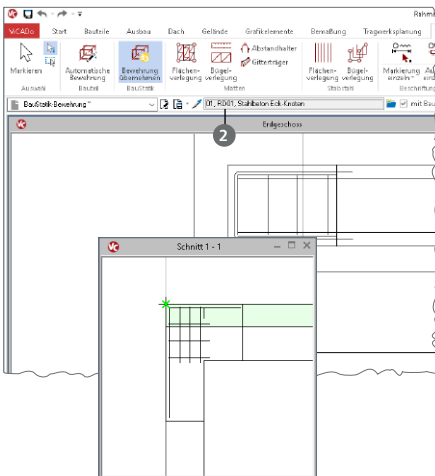 Rahme
ViCADo Start Bauteile Ausbau Dach Gelände Grafikelemente Bemaßung Tragwerksplanung
Markieren
Automatische Bewehrung
Bewehrung übernehmen
Flächen- verlegung
Bügel- verlegung
Abstandhalter
Gitterträger
Flächen- verlegung
Bügel- verlegung
Markierung einzeln
Auswahl Bauteil BauStatik Matten Stabstahl Beschriftung
BauStatik-Bewehrung * 01, RD01, Stahlbeton Eck-Knoten mit Bau
2
Erdgeschoss
Schnitt 1 - 1